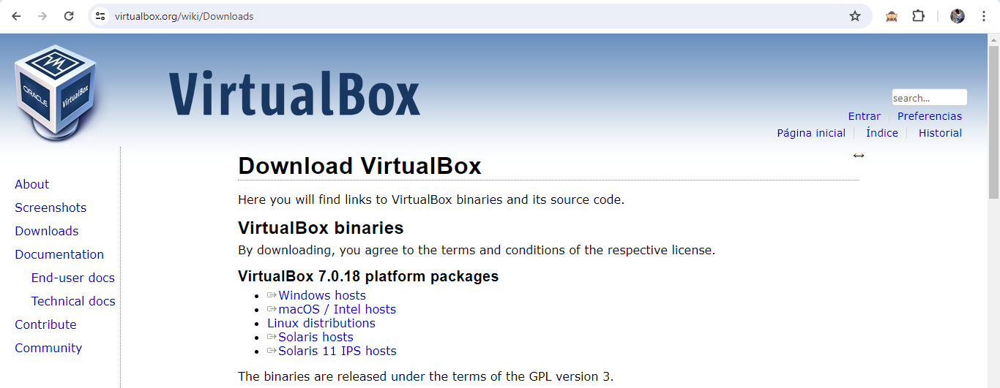 virtualbox.org/wiki/Downloads
ORACLE
VirtualBox
VirtualBox
search...
Entrar Preferencias
Página inicial Índice Historial
About
Screenshots
Downloads
Documentation
End-user docs
Technical docs
Contribute
Community
Download VirtualBox
Here you will find links to VirtualBox binaries and its source code.
VirtualBox binaries
By downloading, you agree to the terms and conditions of the respective license.
VirtualBox 7.0.18 platform packages
Windows hosts
macOS / Intel hosts
Linux distributions
Solaris hosts
Solaris 11 IPS hosts
The binaries are released under the terms of the GPL version 3.